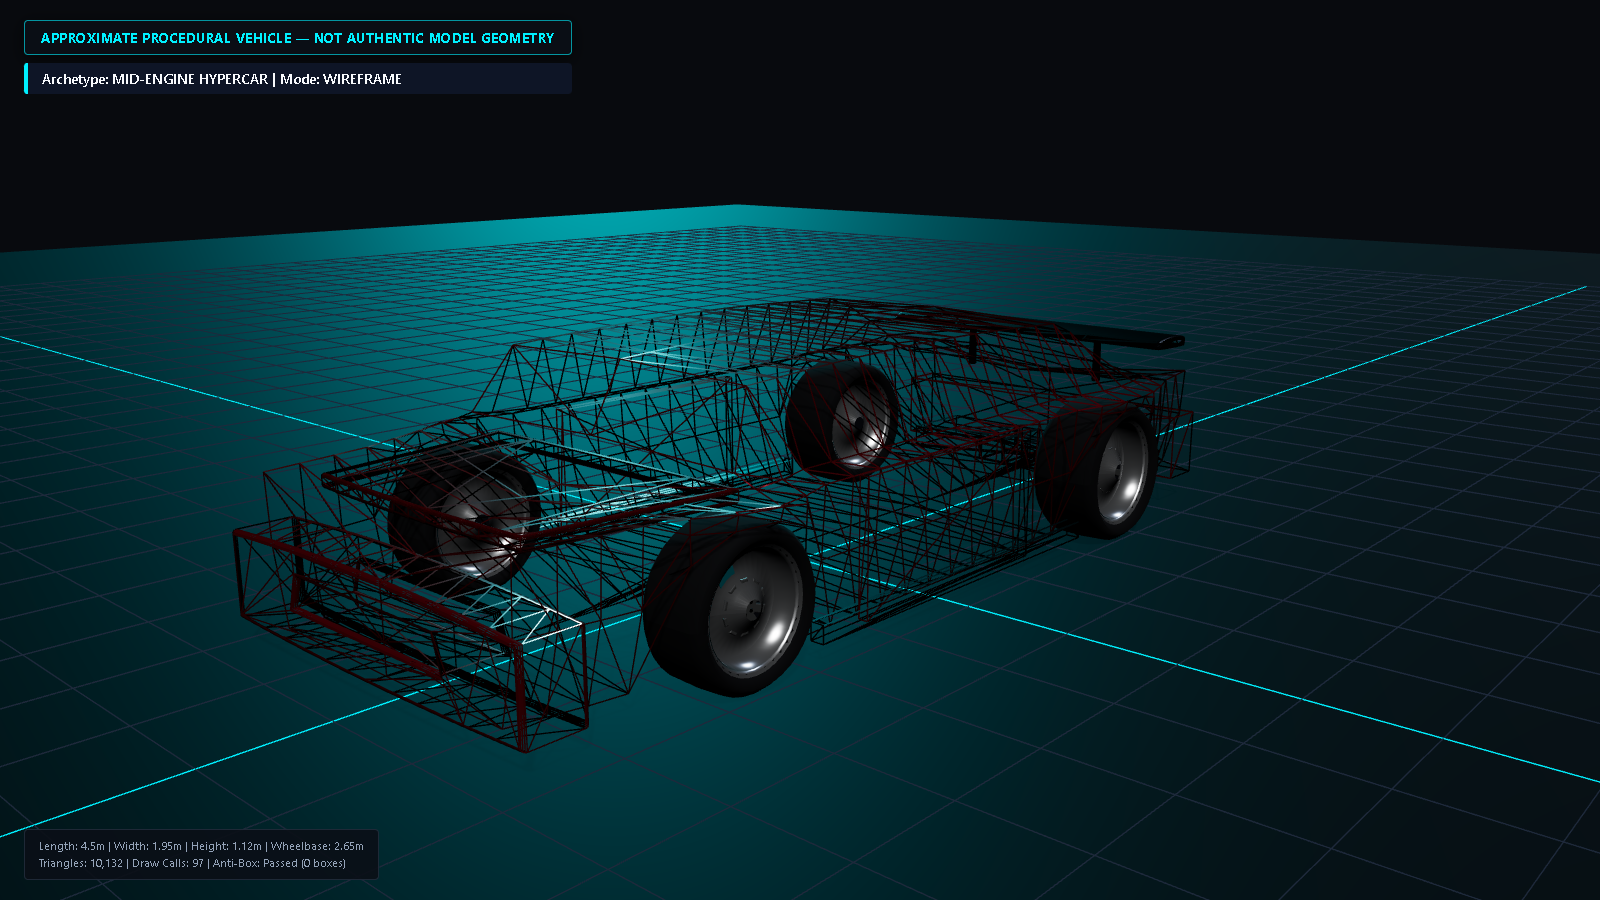 APPROXIMATE PROCEDURAL VEHICLE — NOT AUTHENTIC MODEL GEOMETRY
Archetype: MID-ENGINE HYPERCAR | Mode: WIREFRAME
Length: 4.5m | Width: 1.95m | Height: 1.12m | Wheelbase: 2.65m
Triangles: 10,132 | Draw Calls: 97 | Anti-Box: Passed (0 boxes)